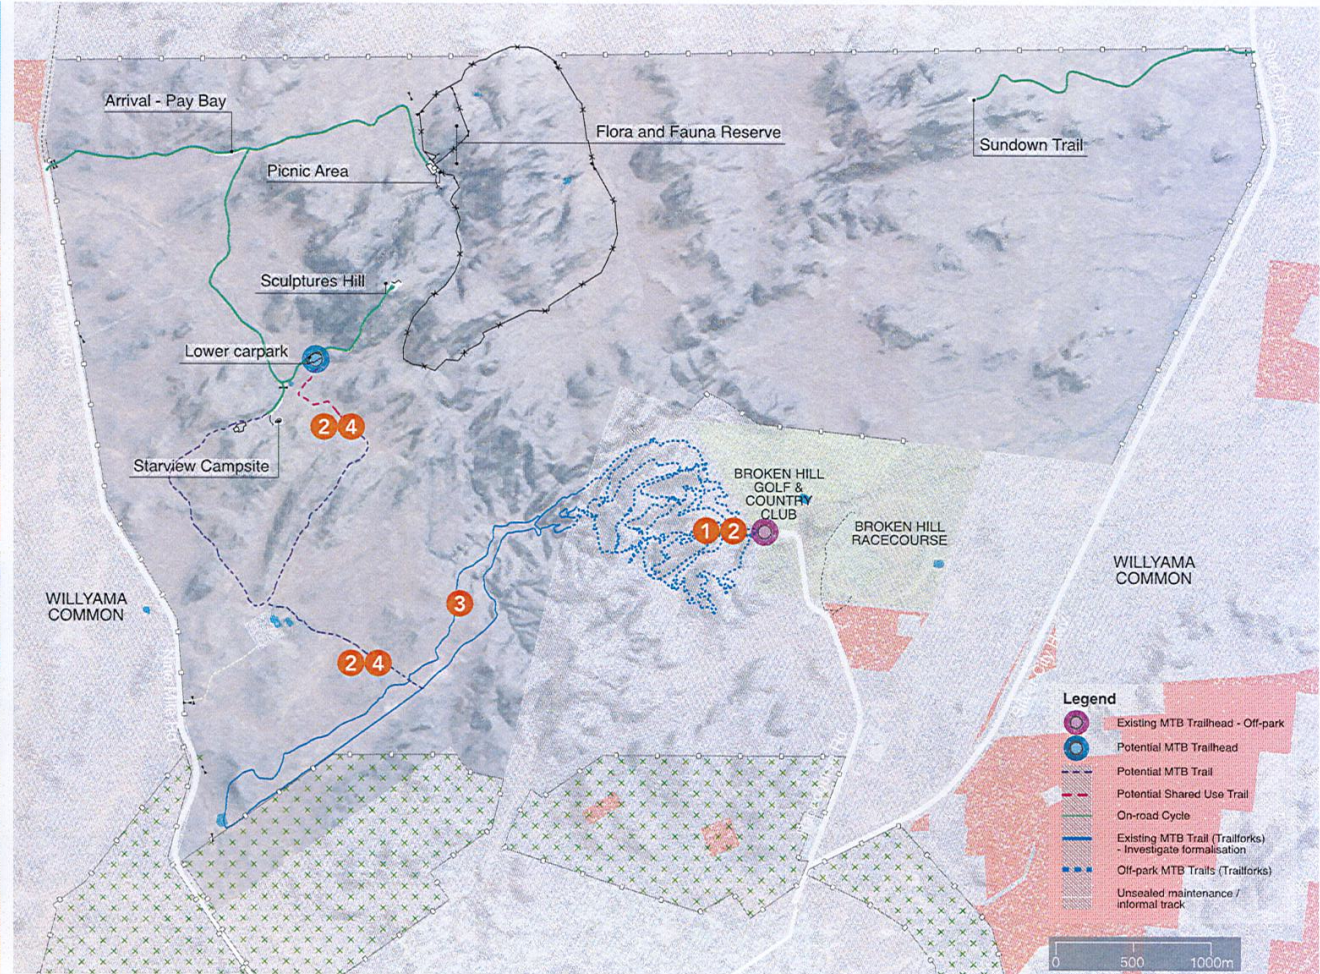 Arrival - Pay Bay
Flora and Fauna Reserve
Sundown Trail
Picnic Area
Sculptures Hill
Lower carpark
2 4
Starview Campsite
BROKEN HILL
GOLF &
COUNTRY
CLUB
1 2
BROKEN HILL
RACECOURSE
WILLYAMA
COMMON
WILLYAMA
COMMON
3
2 4
Legend
Existing MTB Trailhead - Off-park
Potential MTB Trailhead
Potential MTB Trail
Potential Shared Use Trail
On-road Cycle
Existing MTB Trail (Trailforks)
- Investigate formalisation
Off-park MTB Trails (Trailforks)
Unsealed maintenance /
informal track
0 500 1000m